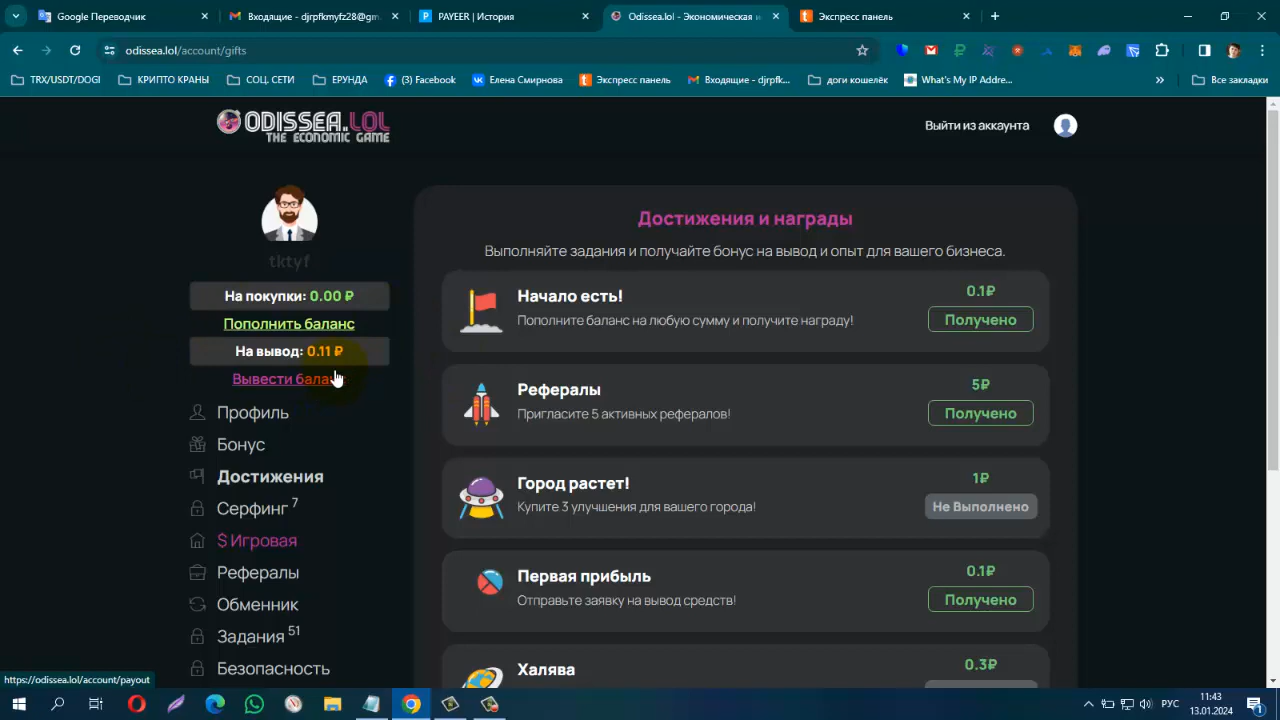 Google Переводчик
Входящие - djrpfkmyfz28@gm
PAYEER | История
Odissea.lol - Экономическая и
Экспресс панель
odissea.lol/account/gifts
TRX/USDT/DOGI
КРИПТО КРАНЫ
СОЦ. СЕТИ
ЕРУНДА
(3) Facebook
Елена Смирнова
Экспресс панель
Входящие - djrpfk...
доги кошелёк
What's My IP Addre...
Все закладки
ODISSEA.LOL
THE ECONOMIC GAME
Выйти из аккаунта
tktyf
На покупки: 0.00 ₽
Пополнить баланс
На вывод: 0.11 ₽
Вывести баланс
Профиль
Бонус
Достижения
Серфинг 7
$ Игровая
Рефералы
Обменник
Задания 51
Безопасность
Достижения и награды
Выполняйте задания и получайте бонус на вывод и опыт для вашего бизнеса.
Начало есть!
Пополните баланс на любую сумму и получите награду!
0.1₽
Получено
Рефералы
Пригласите 5 активных рефералов!
5₽
Получено
Город растет!
Купите 3 улучшения для вашего города!
1₽
Не Выполнено
Первая прибыль
Отправьте заявку на вывод средств!
0.1₽
Получено
Халява
0.3₽
https://odissea.lol/account/payout
РУС
11:43
13.01.2024
1